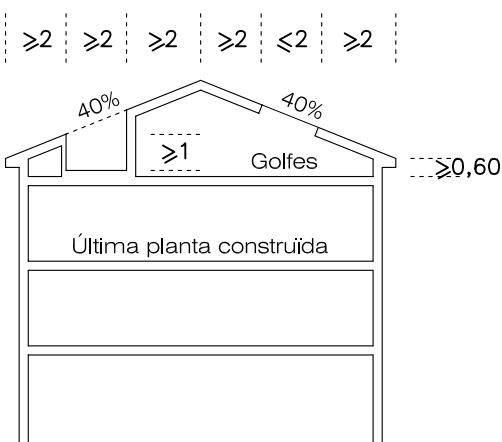 ≥2 ≥2 ≥2 ≥2 ≤2 ≥2
40% 40%
≥1
Golfes
≥0,60
Última planta construïda